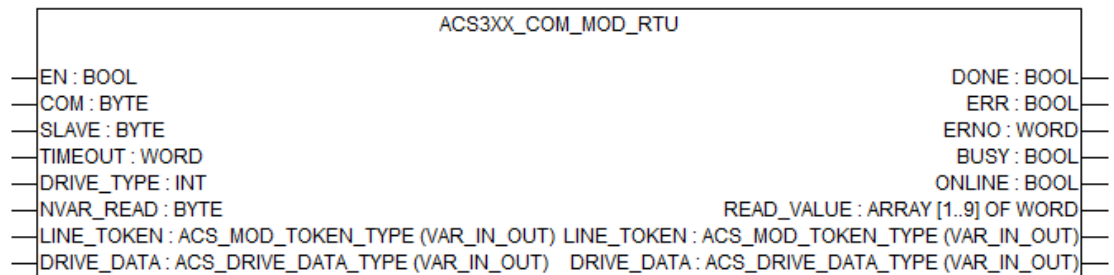 ACS3XX_COM_MOD_RTU
EN : BOOL DONE : BOOL
COM : BYTE ERR : BOOL
SLAVE : BYTE ERNO : WORD
TIMEOUT : WORD BUSY : BOOL
DRIVE_TYPE : INT ONLINE : BOOL
NVAR_READ : BYTE READ_VALUE : ARRAY [1..9] OF WORD
LINE_TOKEN : ACS_MOD_TOKEN_TYPE (VAR_IN_OUT) LINE_TOKEN : ACS_MOD_TOKEN_TYPE (VAR_IN_OUT)
DRIVE_DATA : ACS_DRIVE_DATA_TYPE (VAR_IN_OUT) DRIVE_DATA : ACS_DRIVE_DATA_TYPE (VAR_IN_OUT)